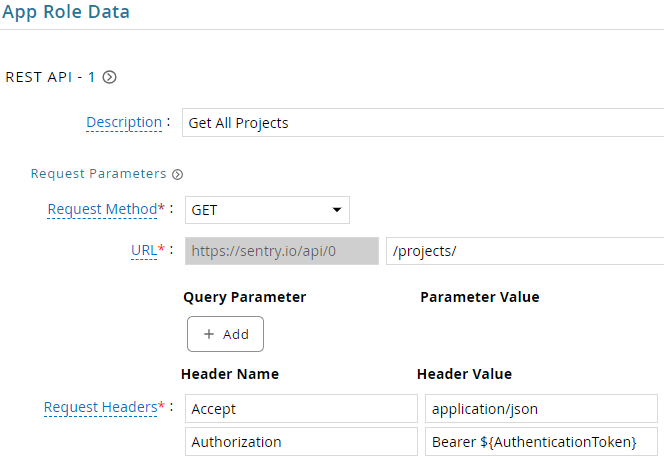 App Role Data
REST API - 1
Description :
Get All Projects
Request Parameters
Request Method* :
GET
URL* :
https://sentry.io/api/0
/projects/
Query Parameter Parameter Value
+ Add
Header Name Header Value
Request Headers* :
Accept
application/json
Authorization
Bearer ${AuthenticationToken}